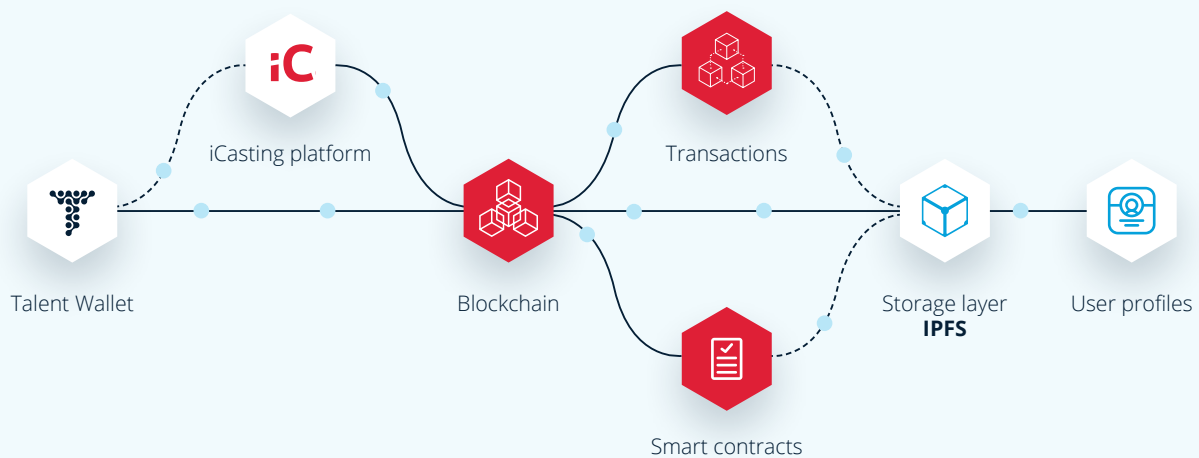 iC
iCasting platform
Transactions
Talent Wallet
Blockchain
Storage layer
IPFS
User profiles
Smart contracts